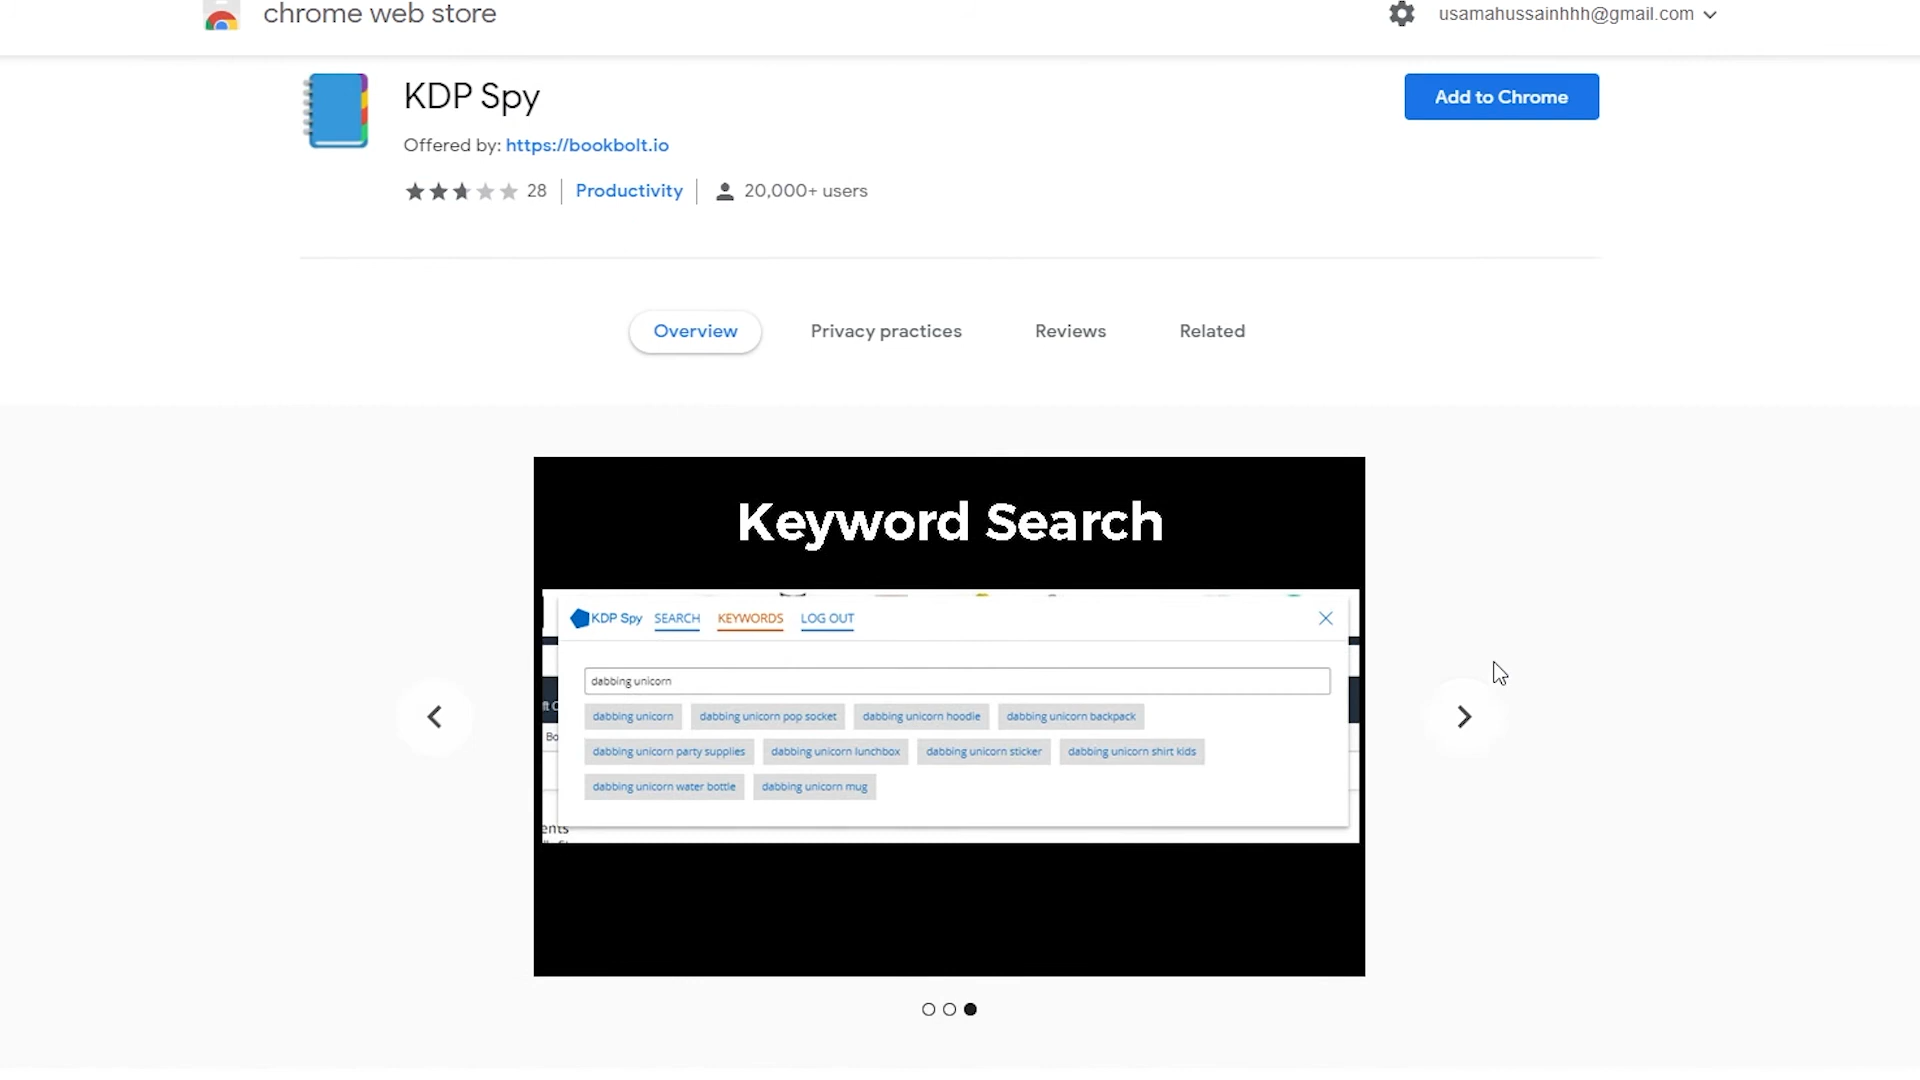 chrome web store
usamahussainhhh@gmail.com
KDP Spy
Add to Chrome
Offered by: https://bookbolt.io
28
Productivity
20,000+ users
Overview
Privacy practices
Reviews
Related
Keyword Search
KDP Spy SEARCH KEYWORDS LOG OUT
dabbing unicorn
dabbing unicorn dabbing unicorn pop socket dabbing unicorn hoodie dabbing unicorn backpack
dabbing unicorn party supplies dabbing unicorn lunchbox dabbing unicorn sticker dabbing unicorn shirt kids
dabbing unicorn water bottle dabbing unicorn mug